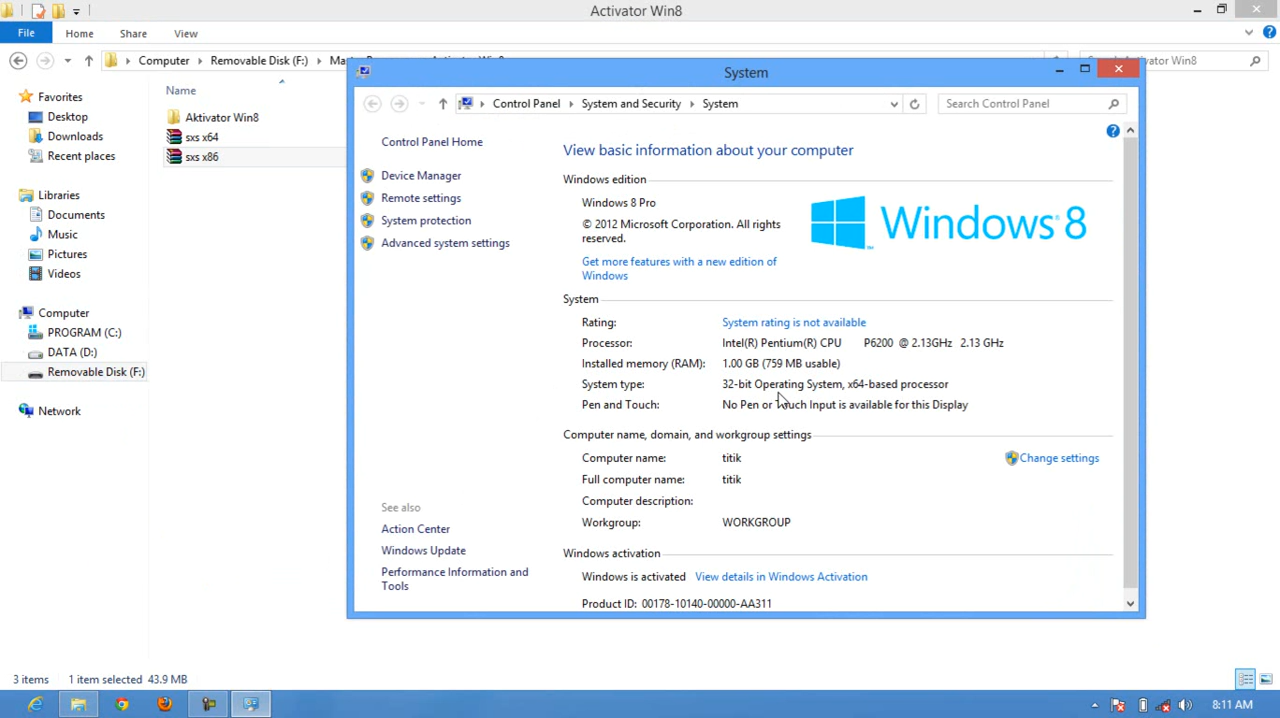 Activator Win8
File Home Share View
Computer Removable Disk (F:)
Search Control Panel
System
Control Panel System and Security System
Favorites
Desktop
Downloads
Recent places
Libraries
Documents
Music
Pictures
Videos
Computer
PROGRAM (C:)
DATA (D:)
Removable Disk (F:)
Network
Name
Aktivator Win8
sxs x64
sxs x86
Control Panel Home
Device Manager
Remote settings
System protection
Advanced system settings
See also
Action Center
Windows Update
Performance Information and
Tools
View basic information about your computer
Windows edition
Windows 8 Pro
© 2012 Microsoft Corporation. All rights
reserved.
Get more features with a new edition of
Windows
Windows 8
System
Rating: System rating is not available
Processor: Intel(R) Pentium(R) CPU P6200 @ 2.13GHz 2.13 GHz
Installed memory (RAM): 1.00 GB (759 MB usable)
System type: 32-bit Operating System, x64-based processor
Pen and Touch: No Pen or Touch Input is available for this Display
Computer name, domain, and workgroup settings
Computer name: titik
Change settings
Full computer name: titik
Computer description:
Workgroup: WORKGROUP
Windows activation
Windows is activated View details in Windows Activation
Product ID: 00178-10140-00000-AA311
3 items 1 item selected 43.9 MB
8:11 AM